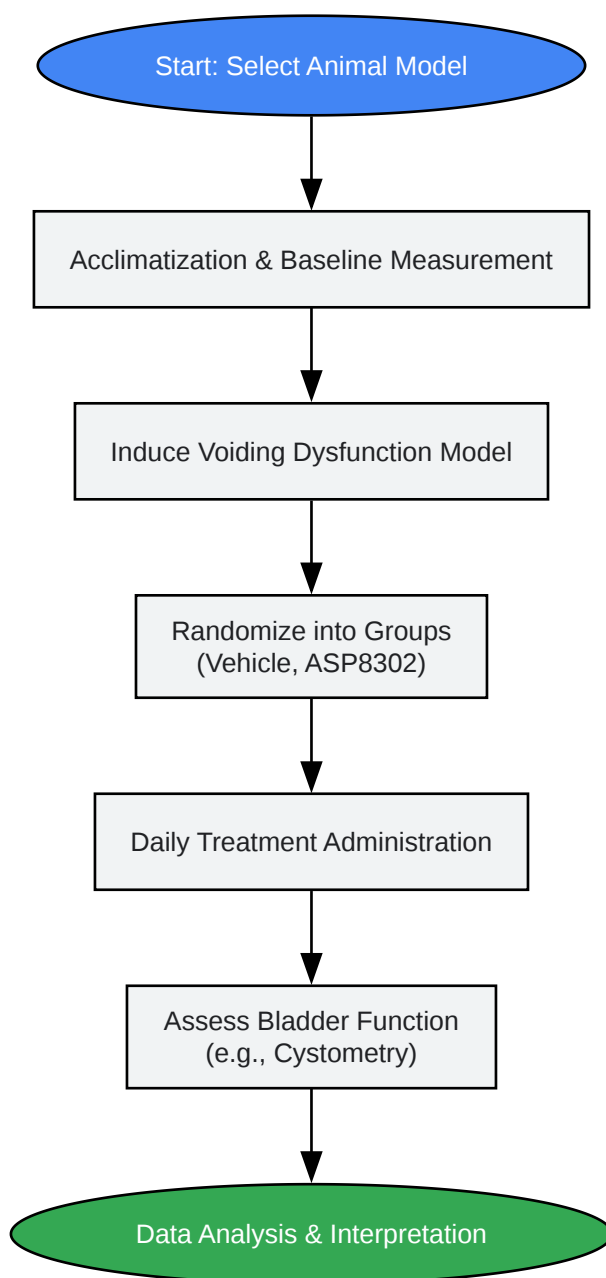 Start: Select Animal Model
Acclimatization & Baseline Measurement
Induce Voiding Dysfunction Model
Randomize into Groups
(Vehicle, ASP8302)
Daily Treatment Administration
Assess Bladder Function
(e.g., Cystometry)
Data Analysis & Interpretation